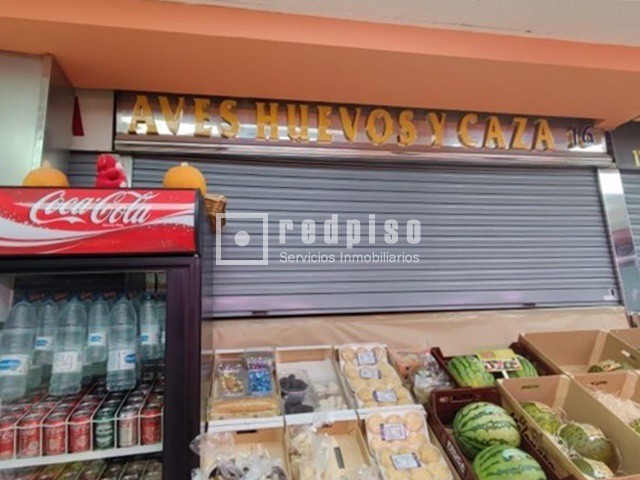 AVES HUEVOS Y CAZA 16
Coca-Cola
redpiso
Servicios Inmobiliarios